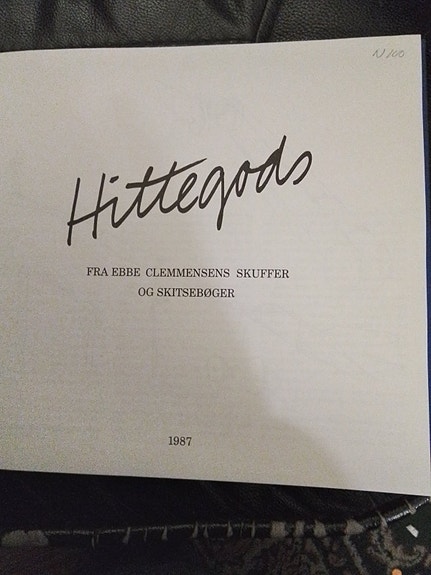 Hittegods
FRA EBBE CLEMMENSENS SKUFFER
OG SKITSEBØGER
1987